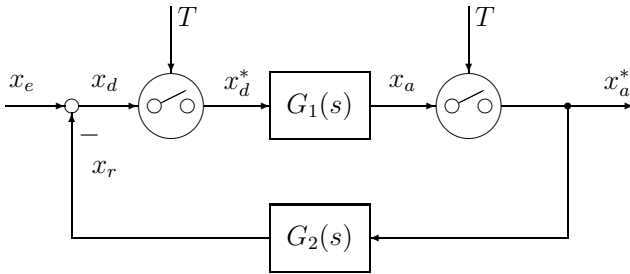 T
T
x_e
x_d
x_d^*
G_1(s)
x_a
x_a^*
−
x_r
G_2(s)